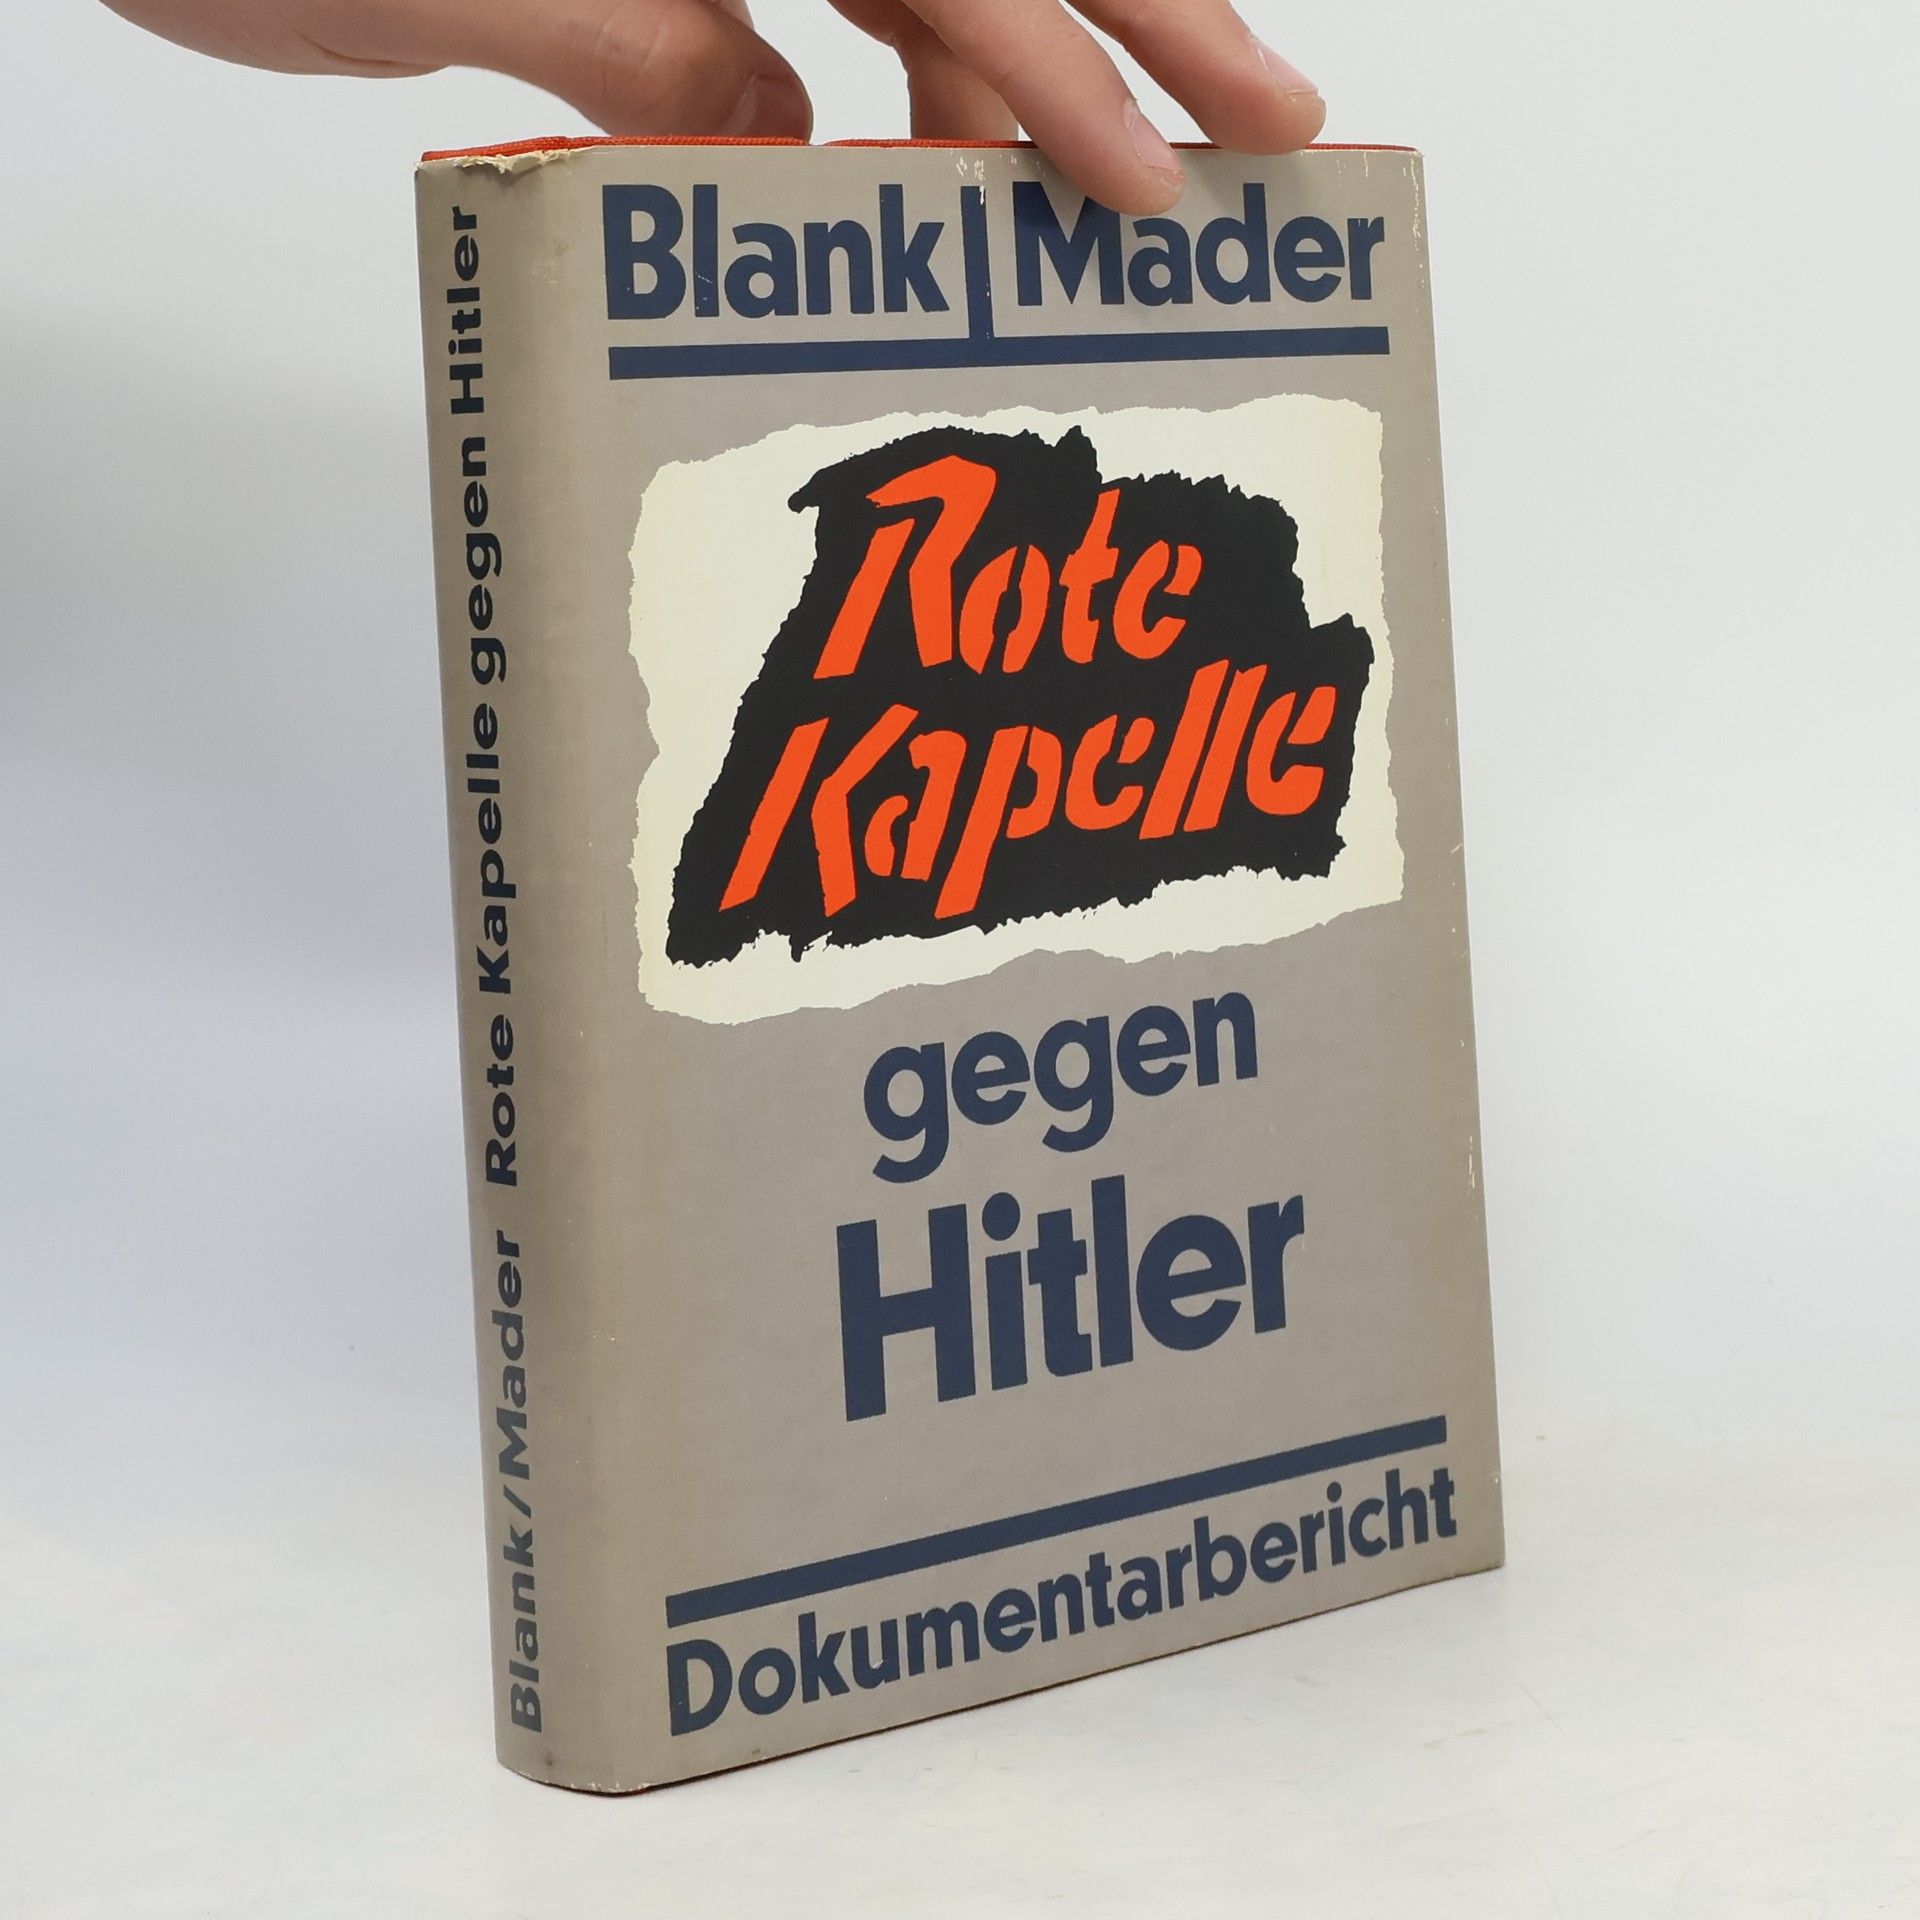 Blank | Mader
Rote
Kapelle
gegen
Hitler
Dokumentarbericht
Blank/Mader Rote Kapelle gegen Hitler